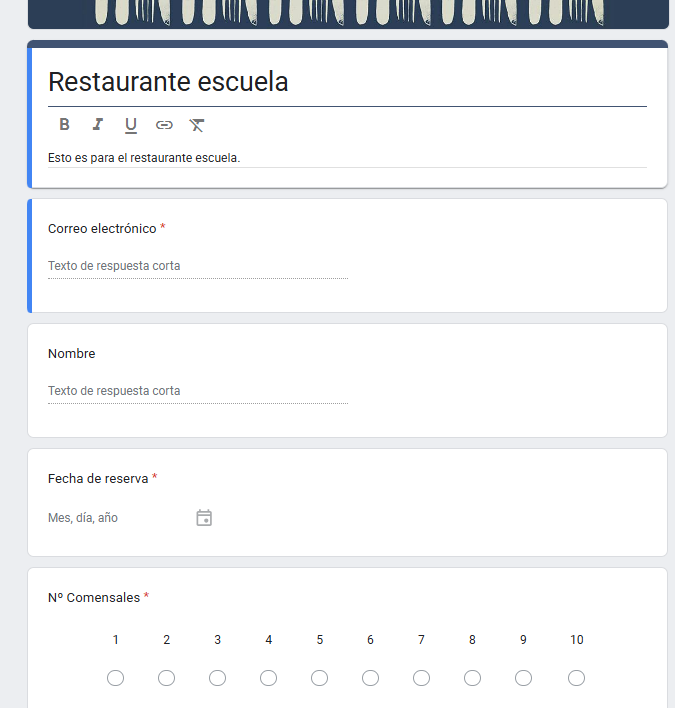 Restaurante escuela
B I U
Esto es para el restaurante escuela.
Correo electrónico *
Texto de respuesta corta
Nombre
Texto de respuesta corta
Fecha de reserva *
Mes, día, año
Nº Comensales *
1 2 3 4 5 6 7 8 9 10